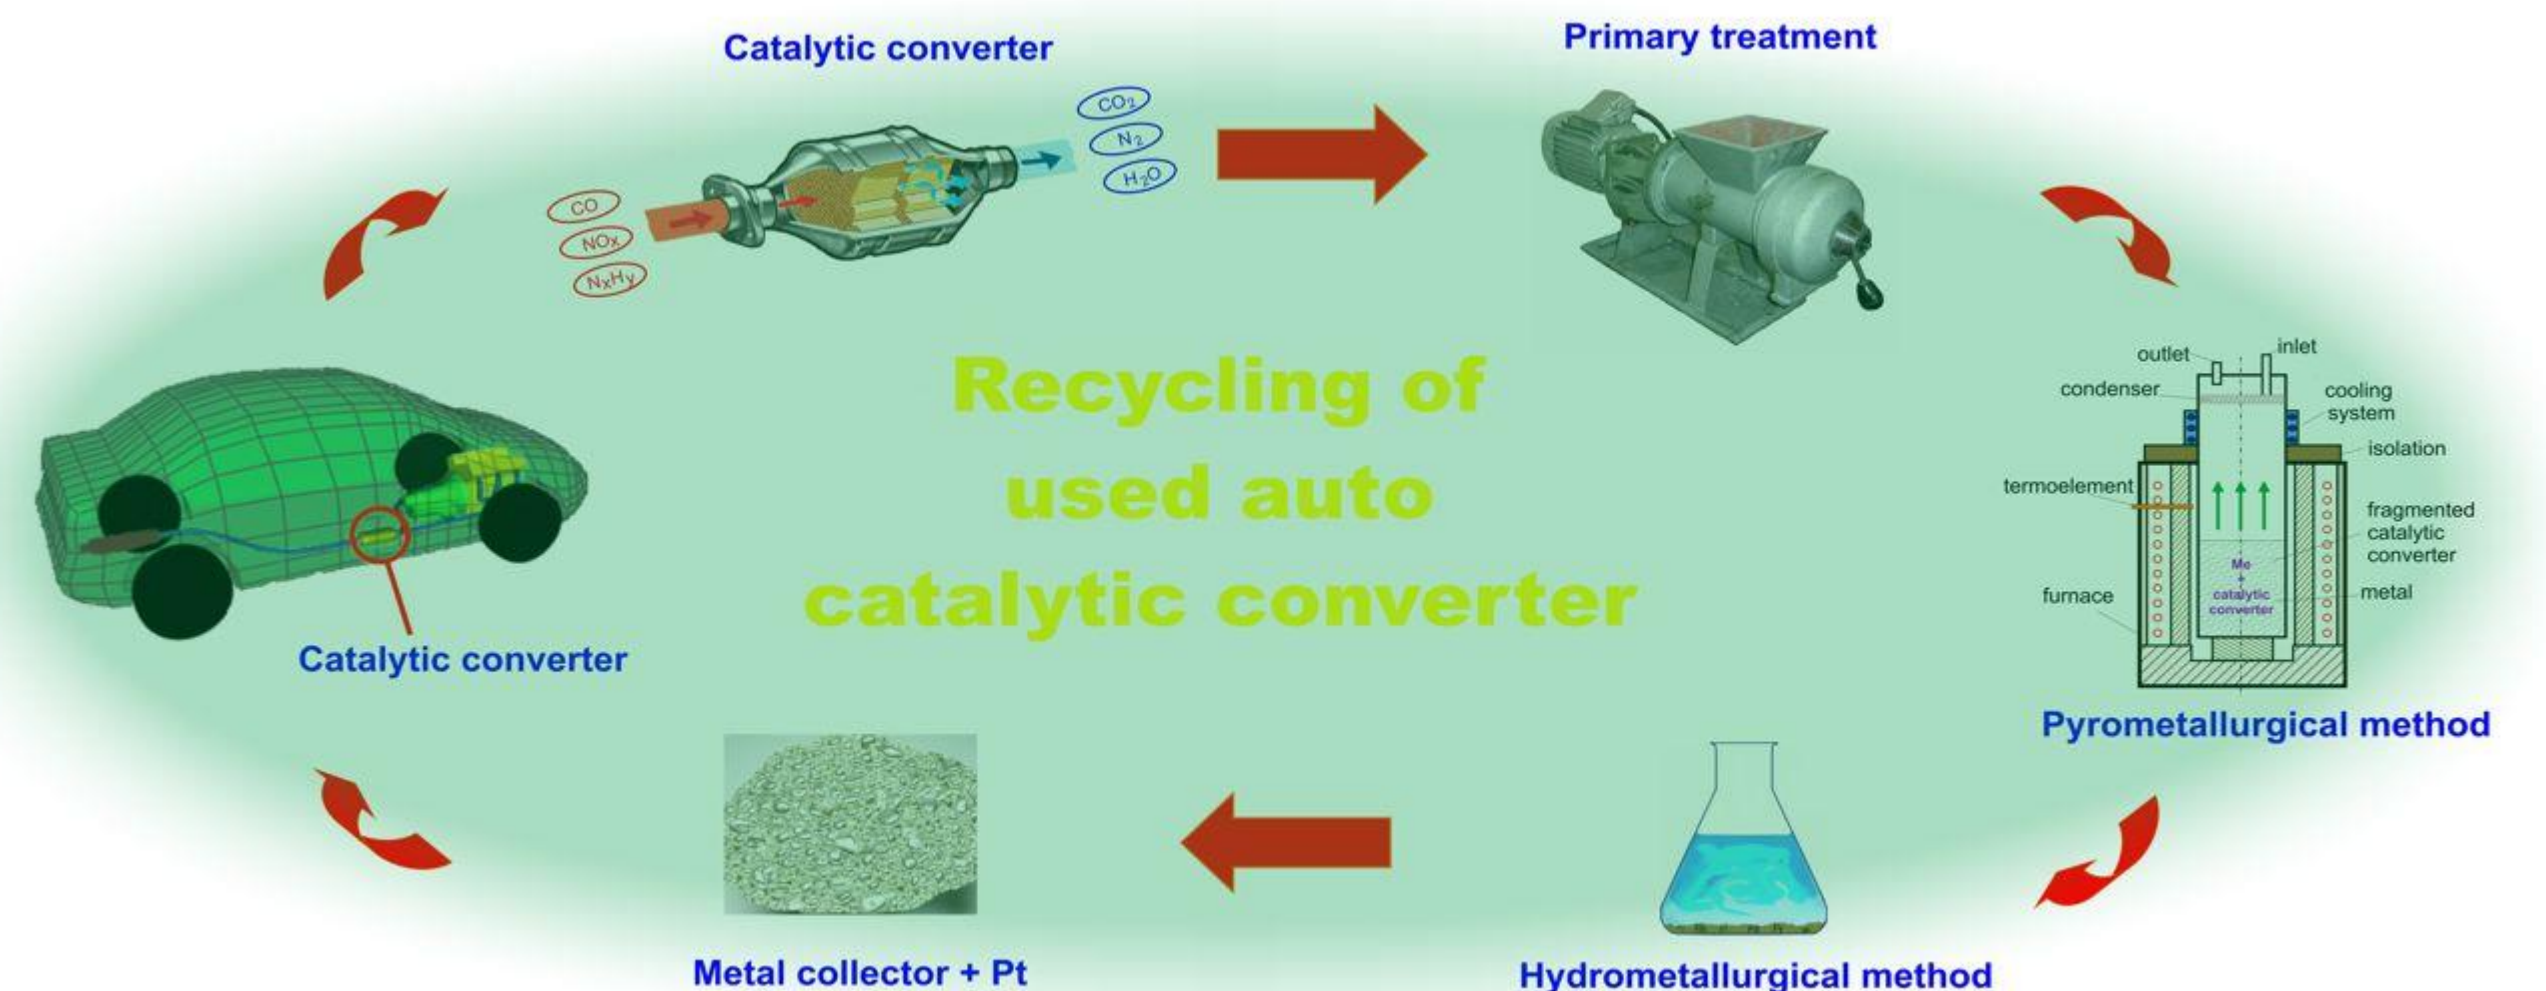 Catalytic converter
Primary treatment
CO
NOx
NxHy
CO₂
N₂
H₂O
Recycling of
used auto
catalytic converter
Catalytic converter
outlet
inlet
condenser
cooling
system
isolation
termoelement
fragmented
catalytic
converter
Me
+
catalytic
converter
furnace
metal
Pyrometallurgical method
Metal collector + Pt
Hydrometallurgical method